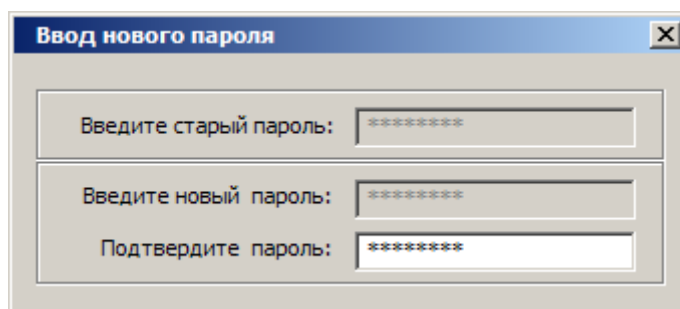 Ввод нового пароля
Введите старый пароль: ********
Введите новый пароль: ********
Подтвердите пароль: ********